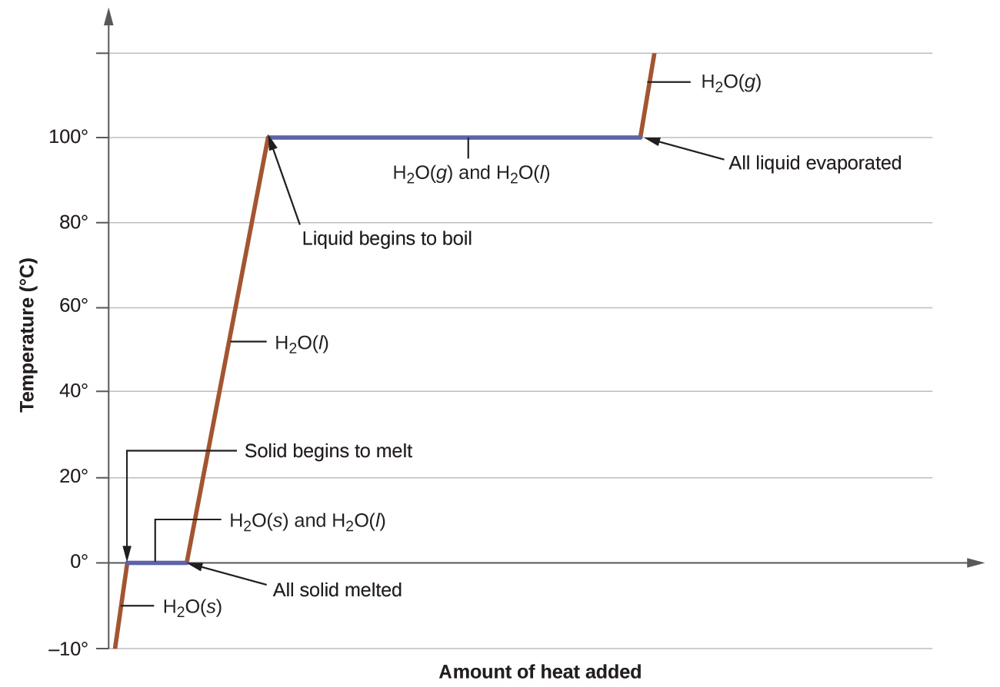 H₂O(g)
100°
All liquid evaporated
H₂O(g) and H₂O(l)
80°
Liquid begins to boil
Temperature (°C)
60°
H₂O(l)
40°
Solid begins to melt
20°
H₂O(s) and H₂O(l)
0°
All solid melted
H₂O(s)
–10°
Amount of heat added